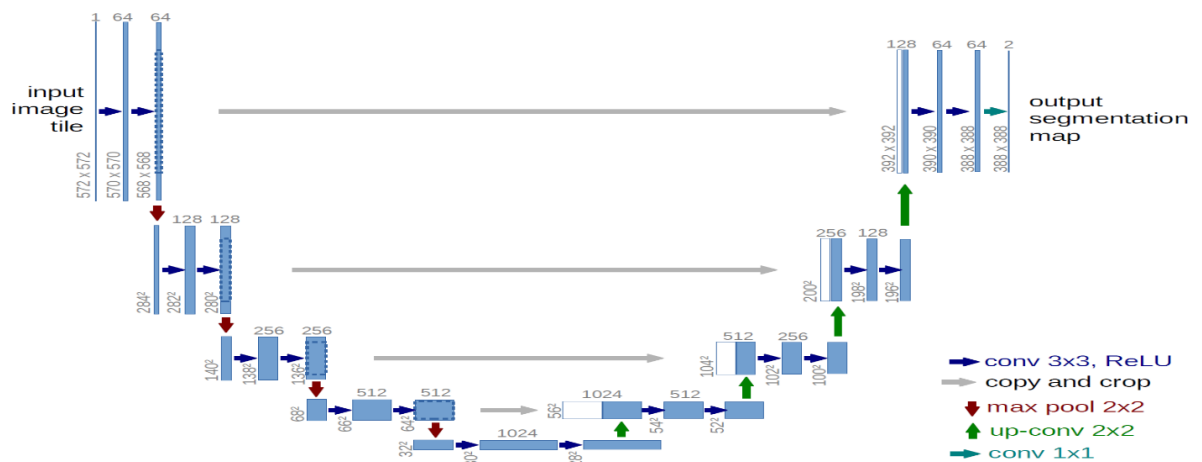 1 64 64
128 64 64 2
input
image
tile
output
segmentation
map
572 x 572
570 x 570
568 x 568
392 x 392
390 x 390
388 x 388
388 x 388
128 128
256 128
284²
282²
280²
200²
198²
196²
256 256
512 256
140²
138²
136²
104²
102²
100²
512 512
1024 512
68²
66²
64²
56²
54²
52²
1024
32²
conv 3x3, ReLU
copy and crop
max pool 2x2
up-conv 2x2
conv 1x1